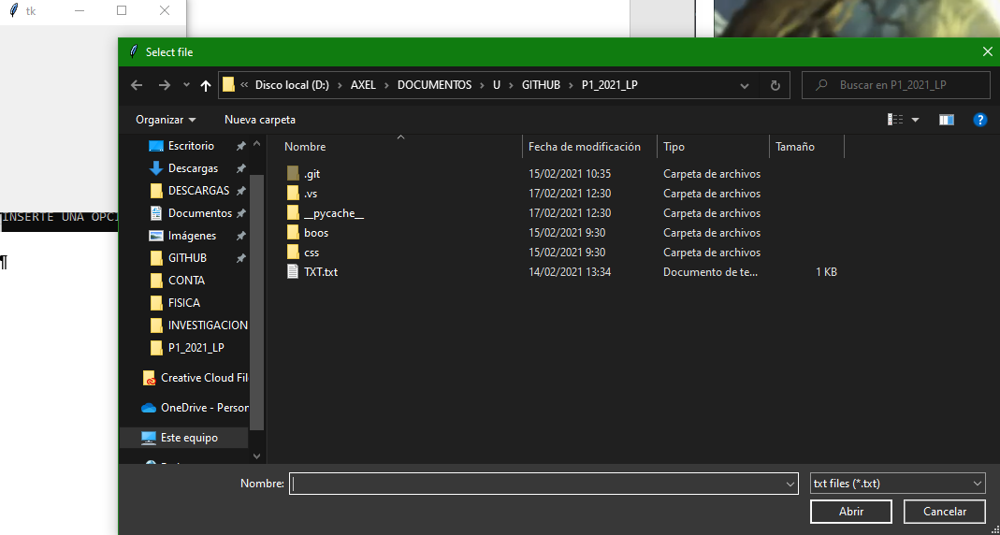 tk
Select file
Disco local (D:) AXEL DOCUMENTOS U GITHUB P1_2021_LP
Buscar en P1_2021_LP
Organizar Nueva carpeta
Nombre Fecha de modificación Tipo Tamaño
Escritorio
Descargas
DESCARGAS
Documentos
Imágenes
GITHUB
CONTA
FISICA
INVESTIGACION
P1_2021_LP
Creative Cloud Fil
OneDrive - Person
Este equipo
.git 15/02/2021 10:35 Carpeta de archivos
.vs 17/02/2021 12:30 Carpeta de archivos
__pycache__ 17/02/2021 12:30 Carpeta de archivos
boos 15/02/2021 9:30 Carpeta de archivos
css 15/02/2021 9:30 Carpeta de archivos
TXT.txt 14/02/2021 13:34 Documento de te... 1 KB
INSERTE UNA OPCI
¶
Nombre: txt files (*.txt)
Abrir Cancelar